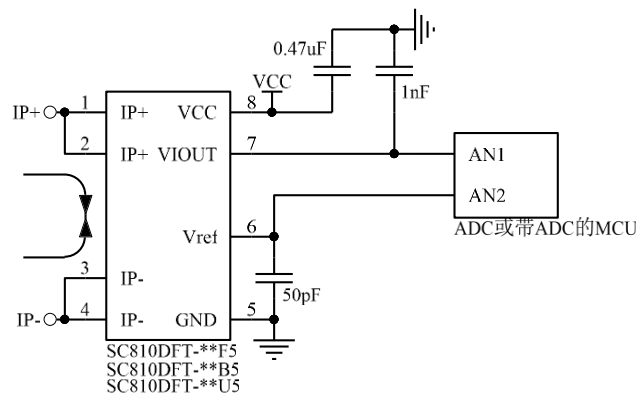 0.47uF
VCC
1nF
IP+
1
IP+
VCC
8
2
IP+
VIOUT
7
AN1
AN2
Vref
6
ADC或带ADC的MCU
3
IP-
50pF
IP-
4
IP-
GND
5
SC810DFT-**F5
SC810DFT-**B5
SC810DFT-**U5